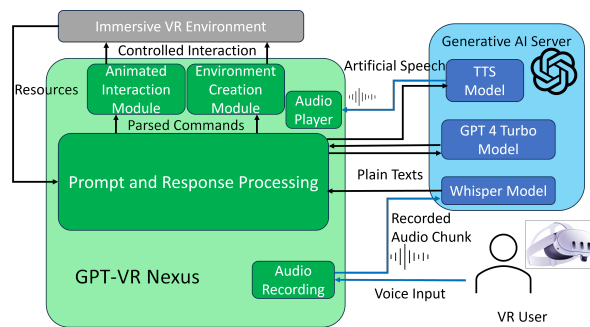 Immersive VR Environment
Controlled Interaction
Generative AI Server
Animated
Interaction
Module
Environment
Creation
Module
Artificial Speech
TTS
Model
Resources
Audio
Player
Parsed Commands
GPT 4 Turbo
Model
Prompt and Response Processing
Plain Texts
Whisper Model
Recorded
Audio Chunk
GPT-VR Nexus
Audio
Recording
Voice Input
VR User